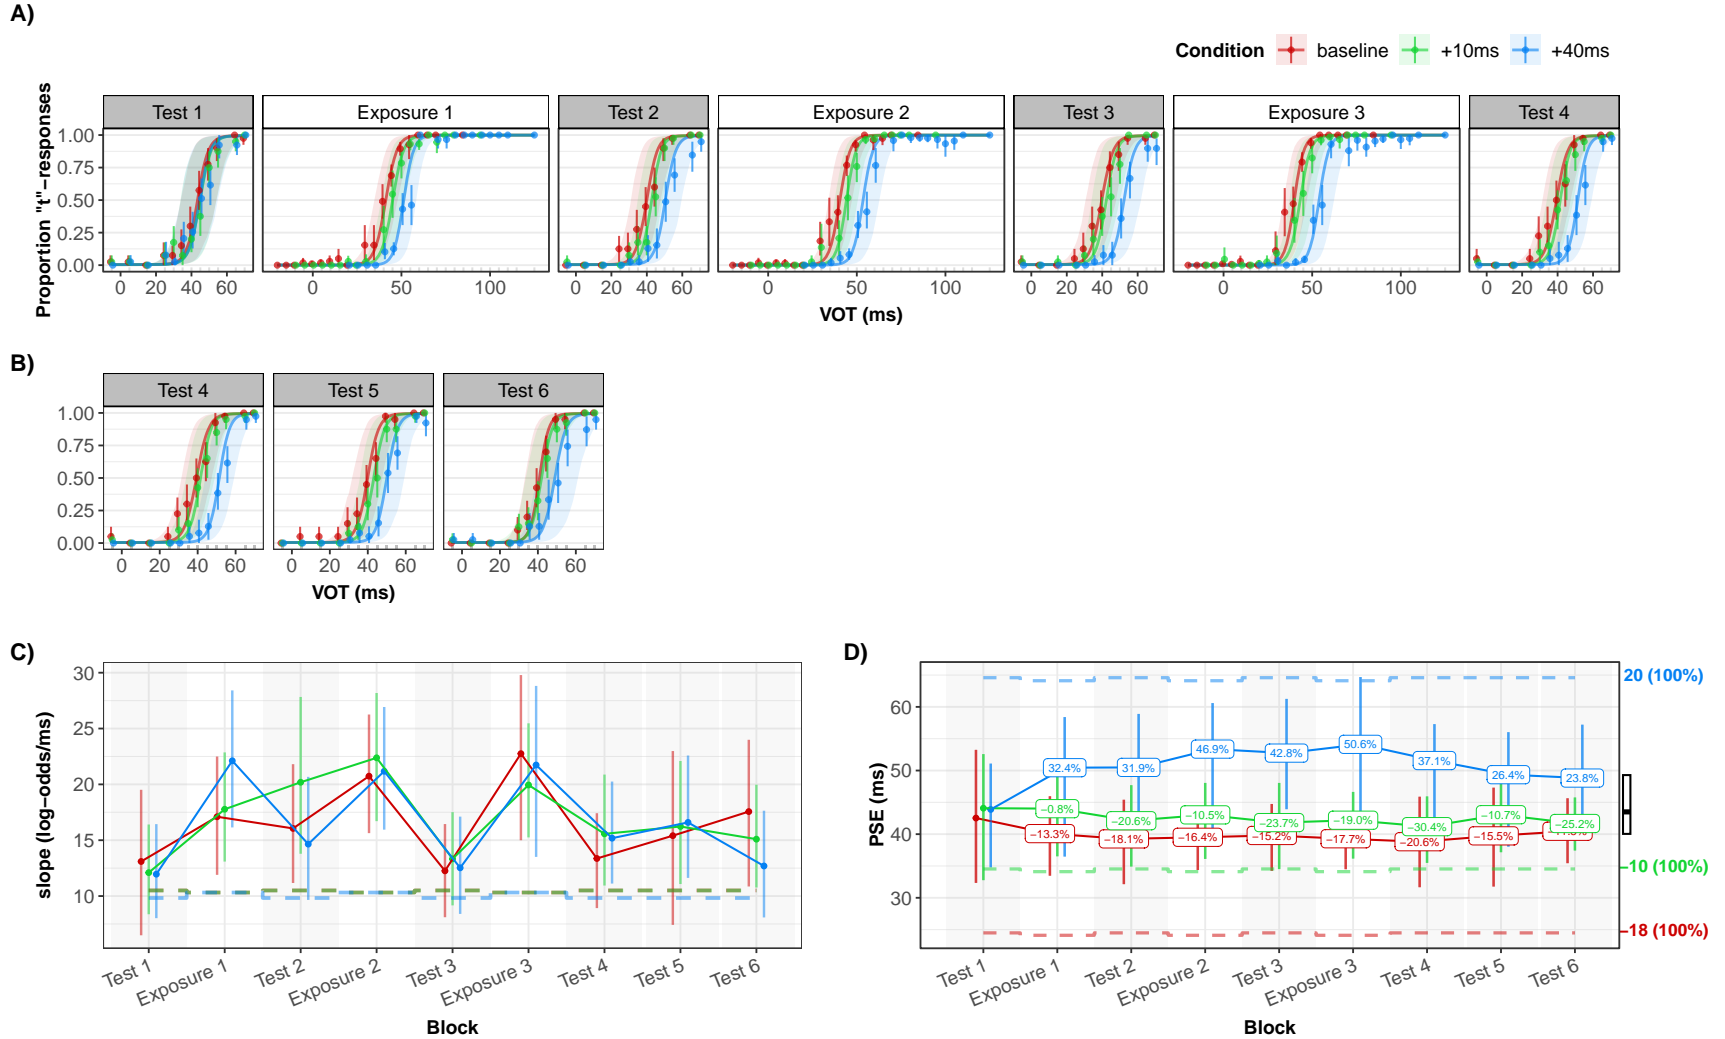 A)
Condition baseline +10ms +40ms
Proportion "t"−responses
Test 1 Exposure 1 Test 2 Exposure 2 Test 3 Exposure 3 Test 4
1.00
0.75
0.50
0.25
0.00
0 20 40 60 0 50 100 0 20 40 60 0 50 100 0 20 40 60 0 50 100 0 20 40 60
VOT (ms)
B)
Test 4 Test 5 Test 6
1.00
0.75
0.50
0.25
0.00
0 20 40 60 0 20 40 60 0 20 40 60
VOT (ms)
C)
slope (log−odds/ms)
30
25
20
15
10
Test 1 Exposure 1 Test 2 Exposure 2 Test 3 Exposure 3 Test 4 Test 5 Test 6
Block
D)
PSE (ms)
60
50
40
30
20 (100%)
−10 (100%)
−18 (100%)
32.4% 31.9% 46.9% 42.8% 50.6% 37.1% 26.4% 23.8%
−0.8% −20.6% −10.5% −23.7% −19.0% −30.4% −10.7% −25.2%
−13.3% −18.1% −16.4% −15.2% −17.7% −20.6% −15.5%
Test 1 Exposure 1 Test 2 Exposure 2 Test 3 Exposure 3 Test 4 Test 5 Test 6
Block